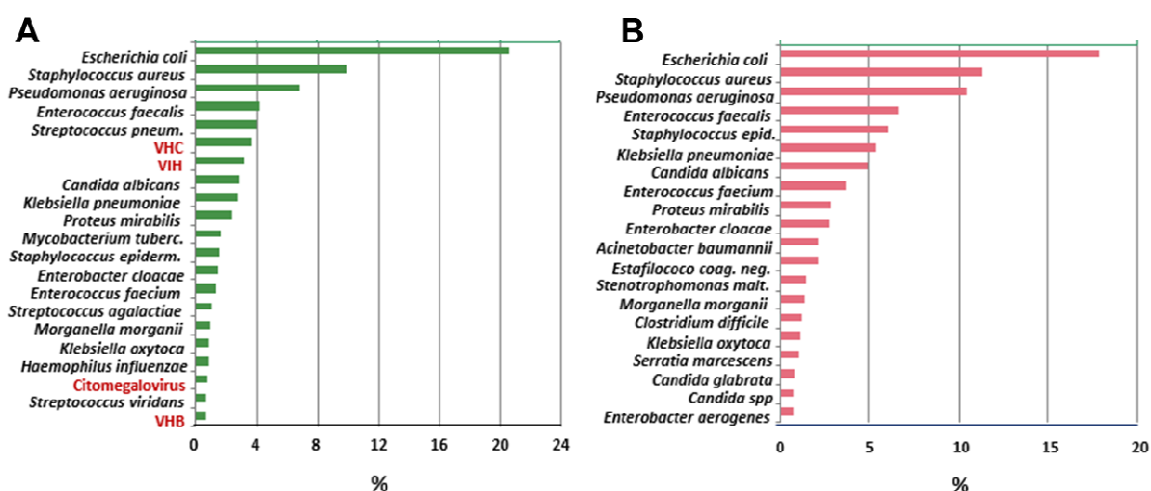 A
Escherichia coli
Staphylococcus aureus
Pseudomonas aeruginosa
Enterococcus faecalis
Streptococcus pneum.
VHC
VIH
Candida albicans
Klebsiella pneumoniae
Proteus mirabilis
Mycobacterium tuberc.
Staphylococcus epiderm.
Enterobacter cloacae
Enterococcus faecium
Streptococcus agalactiae
Morganella morganii
Klebsiella oxytoca
Haemophilus influenzae
Citomegalovirus
Streptococcus viridans
VHB
0 4 8 12 16 20 24
%
B
Escherichia coli
Staphylococcus aureus
Pseudomonas aeruginosa
Enterococcus faecalis
Staphylococcus epid.
Klebsiella pneumoniae
Candida albicans
Enterococcus faecium
Proteus mirabilis
Enterobacter cloacae
Acinetobacter baumannii
Estafilococo coag. neg.
Stenotrophomonas malt.
Morganella morganii
Clostridium difficile
Klebsiella oxytoca
Serratia marcescens
Candida glabrata
Candida spp
Enterobacter aerogenes
0 5 10 15 20
%